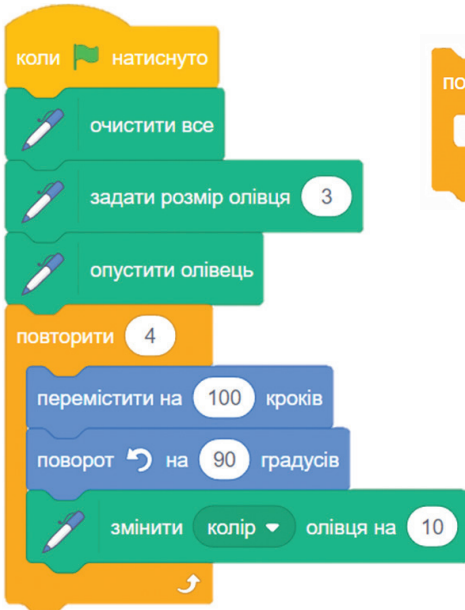 коли натиснуто
очистити все
задати розмір олівця 3
опустити олівець
повторити 4
перемістити на 100 кроків
поворот на 90 градусів
змінити колір олівця на 10
по